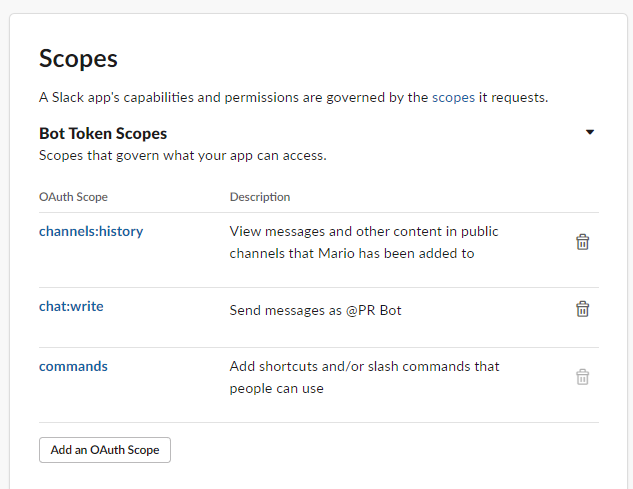 Scopes
A Slack app's capabilities and permissions are governed by the scopes it requests.
Bot Token Scopes
Scopes that govern what your app can access.
OAuth Scope Description
channels:history View messages and other content in public
channels that Mario has been added to
chat:write Send messages as @PR Bot
commands Add shortcuts and/or slash commands that
people can use
Add an OAuth Scope